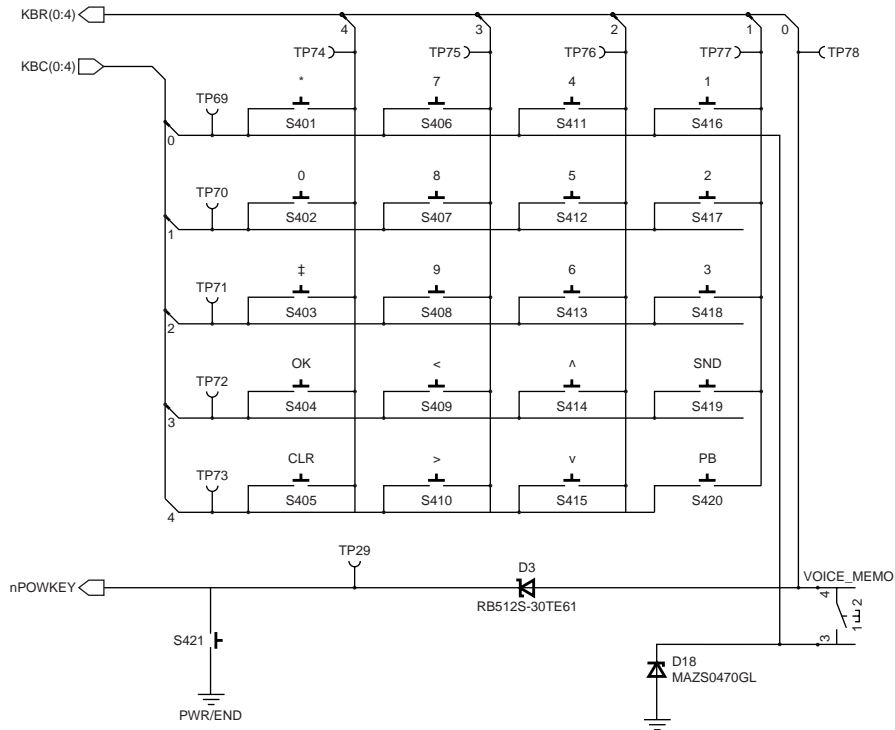 KBR(0:4)
4 3 2 1 0
TP74 TP75 TP76 TP77 TP78
KBC(0:4)
TP69 * 7 4 1
S401 S406 S411 S416
0
TP70 0 8 5 2
S402 S407 S412 S417
1
TP71 ‡ 9 6 3
S403 S408 S413 S418
2
TP72 OK < ^ SND
S404 S409 S414 S419
3
TP73 CLR > v PB
S405 S410 S415 S420
4
TP29
D3
VOICE_MEMO
nPOWKEY
RB512S-30TE61
4 2
1
3
S421
D18
MAZS0470GL
PWR/END